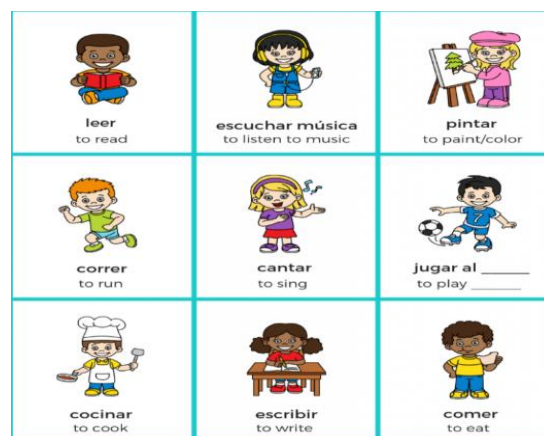 leer
to read
escuchar música
to listen to music
pintar
to paint/color
correr
to run
cantar
to sing
jugar al ______
to play ______
cocinar
to cook
escribir
to write
comer
to eat
7